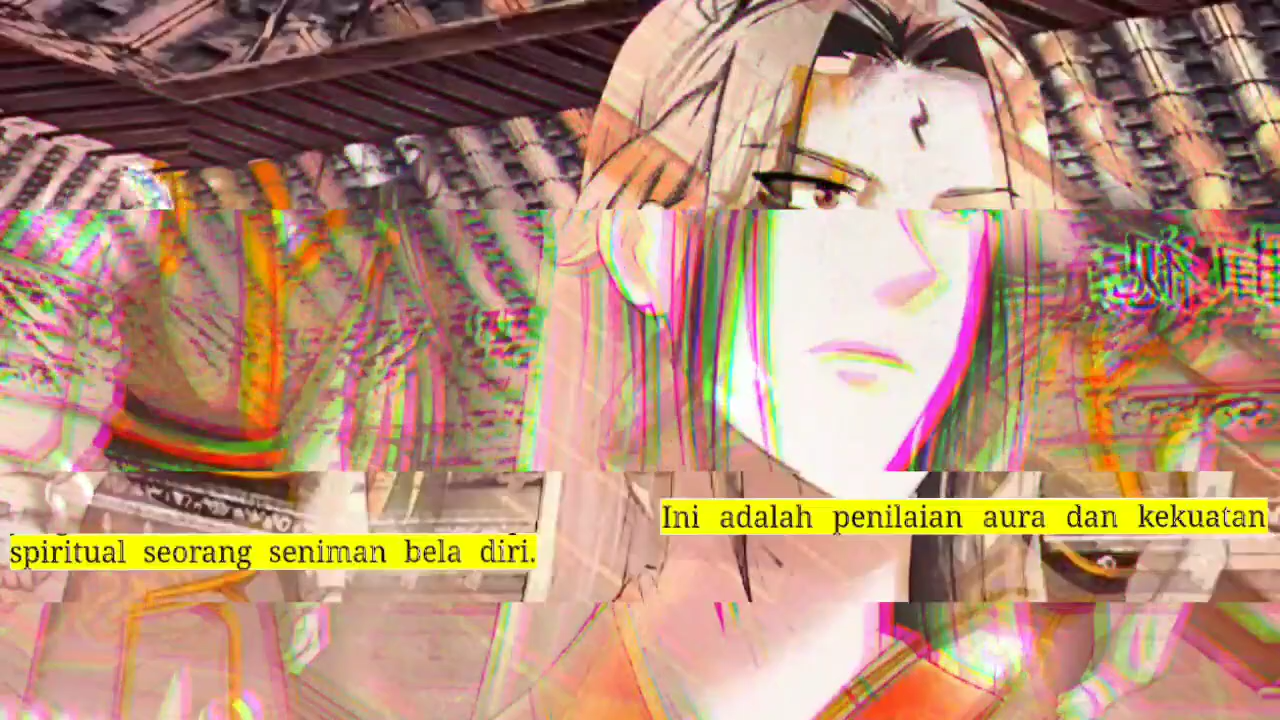 Ini adalah penilaian aura dan kekuatan
spiritual seorang seniman bela diri.